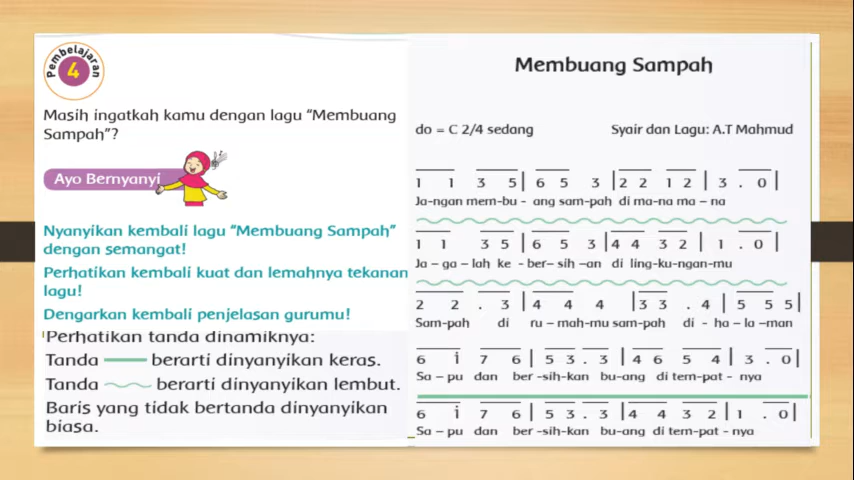 Pembelajaran
4
Masih ingatkah kamu dengan lagu “Membuang
Sampah”?
Ayo Bernyanyi
Nyanyikan kembali lagu “Membuang Sampah”
dengan semangat!
Perhatikan kembali kuat dan lemahnya tekanan
lagu!
Dengarkan kembali penjelasan gurumu!
Perhatikan tanda dinamiknya:
Tanda berarti dinyanyikan keras.
Tanda berarti dinyanyikan lembut.
Baris yang tidak bertanda dinyanyikan
biasa.
Membuang Sampah
do = C 2/4 sedang
Syair dan Lagu: A.T Mahmud
1 1 3 5 | 6 5 3 | 2 2 1 2 | 3 . 0 |
Ja-ngan mem-bu - ang sam-pah di ma-na ma – na
1 1 3 5 | 6 5 3 | 4 4 3 2 | 1 . 0 |
Ja – ga – lah ke – ber– sih –an di ling-ku-ngan-mu
2 2 . 3 | 4 4 4 | 3 3 . 4 | 5 5 5 |
Sam-pah di ru – mah-mu sam-pah di - ha – la –man
6 i 7 6 | 5 3 . 3 | 4 6 5 4 | 3 . 0 |
Sa – pu dan ber -sih-kan bu-ang di tem-pat - nya
6 i 7 6 | 5 3 . 3 | 4 4 3 2 | 1 . 0 |
Sa – pu dan ber -sih-kan bu-ang di tem-pat - nya